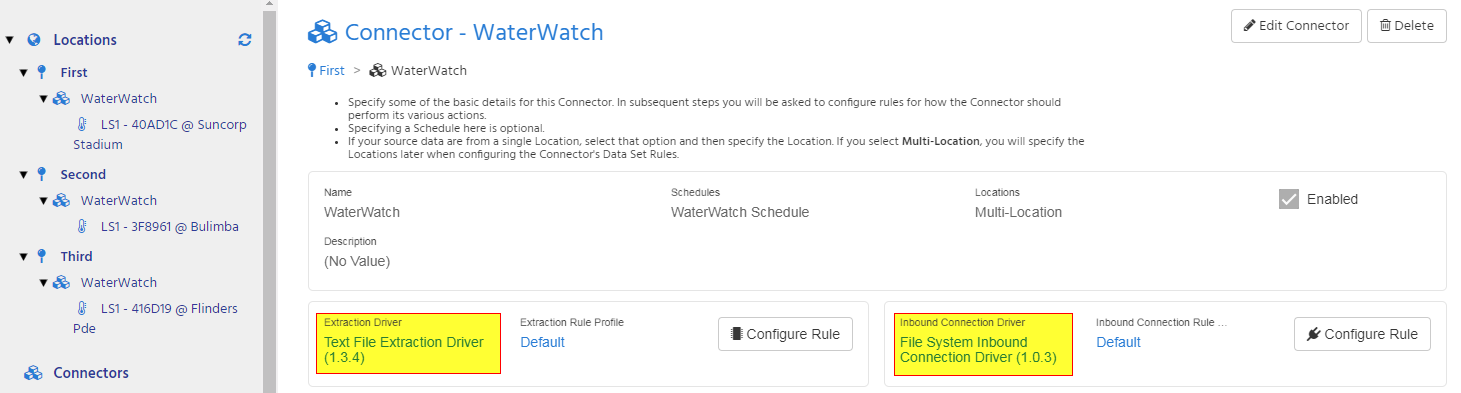 Locations
First
WaterWatch
LS1 - 40AD1C @ Suncorp
Stadium
Second
WaterWatch
LS1 - 3F8961 @ Bulimba
Third
WaterWatch
LS1 - 416D19 @ Flinders
Pde
Connectors
Connector - WaterWatch
Edit Connector
Delete
First > WaterWatch
• Specify some of the basic details for this Connector. In subsequent steps you will be asked to configure rules for how the Connector should
perform its various actions.
• Specifying a Schedule here is optional.
• If your source data are from a single Location, select that option and then specify the Location. If you select Multi-Location, you will specify the
Locations later when configuring the Connector's Data Set Rules.
Name
WaterWatch
Schedules
WaterWatch Schedule
Locations
Multi-Location
Enabled
Description
(No Value)
Extraction Driver
Text File Extraction Driver
(1.3.4)
Extraction Rule Profile
Default
Configure Rule
Inbound Connection Driver
File System Inbound
Connection Driver (1.0.3)
Inbound Connection Rule ...
Default
Configure Rule